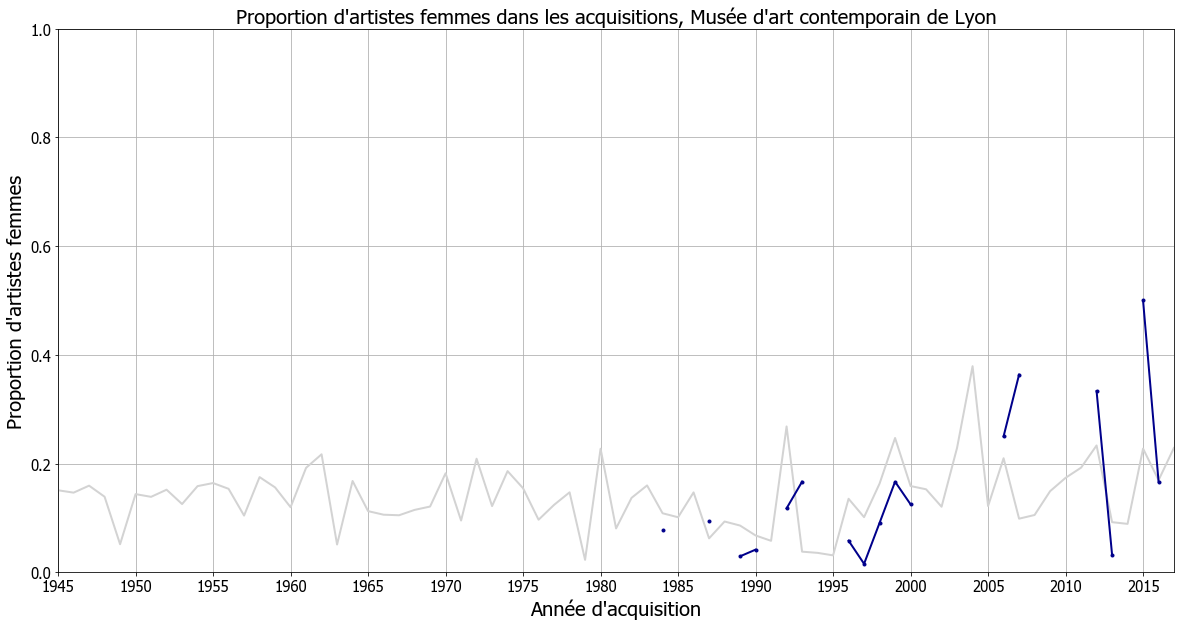 Proportion d'artistes femmes dans les acquisitions, Musée d'art contemporain de Lyon
Proportion d'artistes femmes
1.0
0.8
0.6
0.4
0.2
0.0
1945 1950 1955 1960 1965 1970 1975 1980 1985 1990 1995 2000 2005 2010 2015
Année d'acquisition